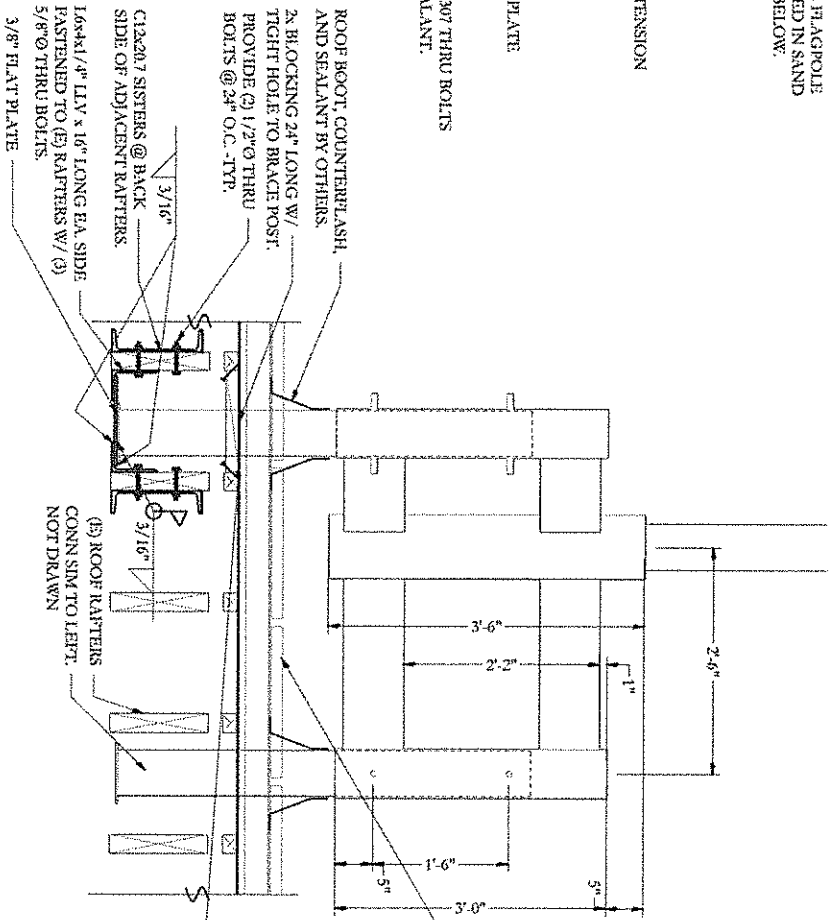 FLAGPOLE
ED IN SAND
BELOW.
TENSION
PLATE
307 THRU BOLTS
ALANT.
ROOF BOOT, COUNTERFLASH,
AND SEALANT BY OTHERS.
2x BLOCKING 24" LONG W/
TIGHT HOLE TO BRACE POST.
PROVIDE (2) 1/2"Ø THRU
BOLTS @ 24" O.C. -TYP.
C12x20.7 SISTERS @ BACK
SIDE OF ADJACENT RAFTERS.
3/16"
L6x4x1/4" LLV x 16" LONG EA. SIDE
FASTENED TO (E) RAFTERS W/ (3)
5/8"Ø THRU BOLTS.
3/8" FLAT PLATE
3/16"
(E) ROOF RAFTERS
CONN SIM TO LEFT.
NOT DRAWN
2'-6"
1"
3'-6"
2'-2"
1'-6"
5"
5"
3'-0"